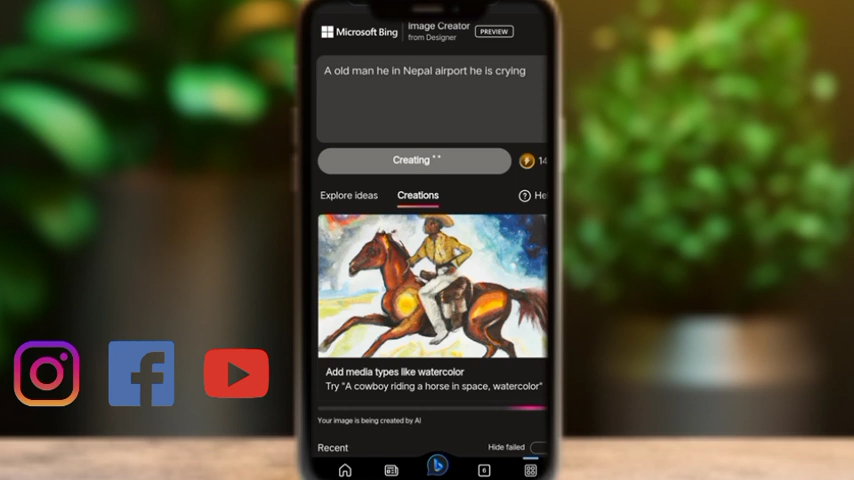 Microsoft Bing
Image Creator
from Designer
PREVIEW
A old man he in Nepal airport he is crying
Creating
14
Explore ideas
Creations
Add media types like watercolor
Try "A cowboy riding a horse in space, watercolor"
Your image is being created by AI
Recent
Hide failed
6